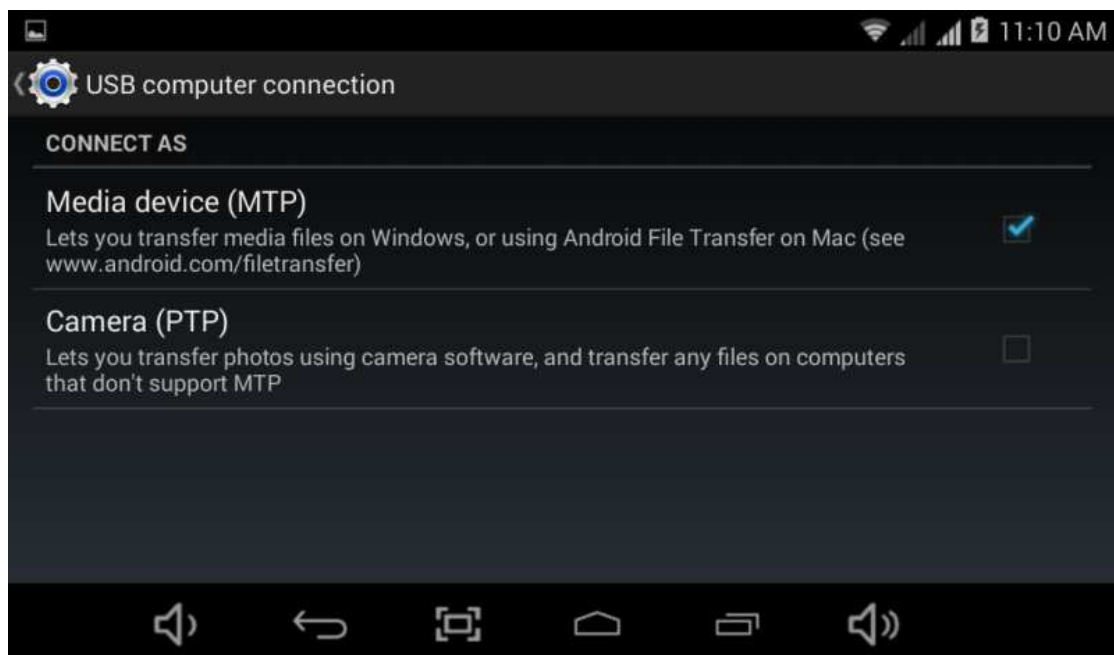 11:10 AM
USB computer connection
CONNECT AS
Media device (MTP)
Lets you transfer media files on Windows, or using Android File Transfer on Mac (see
www.android.com/filetransfer)
Camera (PTP)
Lets you transfer photos using camera software, and transfer any files on computers
that don't support MTP